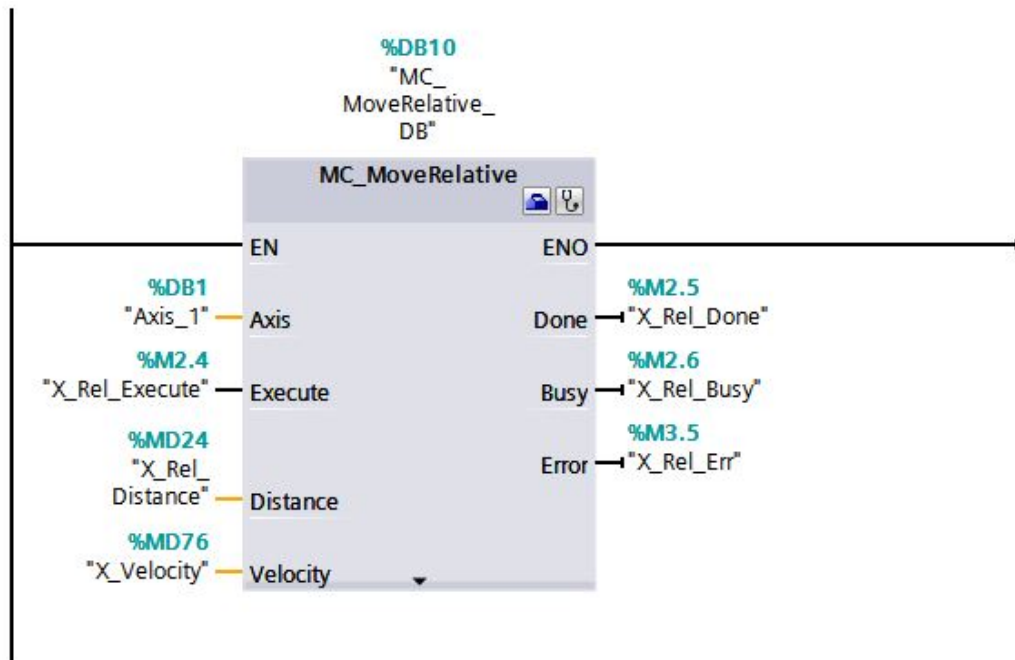 %DB10
"MC_
MoveRelative_
DB"
MC_MoveRelative
EN
ENO
%DB1
"Axis_1"
Axis
%M2.5
Done
"X_Rel_Done"
%M2.4
"X_Rel_Execute"
Execute
%M2.6
Busy
"X_Rel_Busy"
%MD24
"X_Rel_
Distance"
Distance
%M3.5
Error
"X_Rel_Err"
%MD76
"X_Velocity"
Velocity